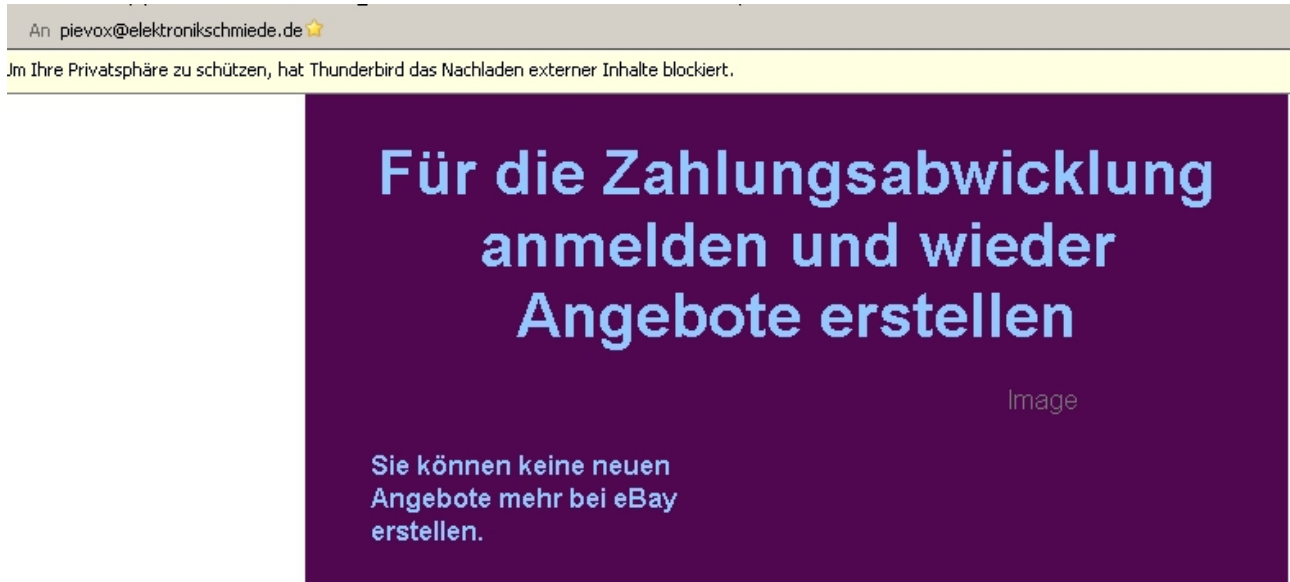 An pievox@elektronikschmiede.de
Um Ihre Privatsphäre zu schützen, hat Thunderbird das Nachladen externer Inhalte blockiert.
Für die Zahlungsabwicklung
anmelden und wieder
Angebote erstellen
Image
Sie können keine neuen
Angebote mehr bei eBay
erstellen.